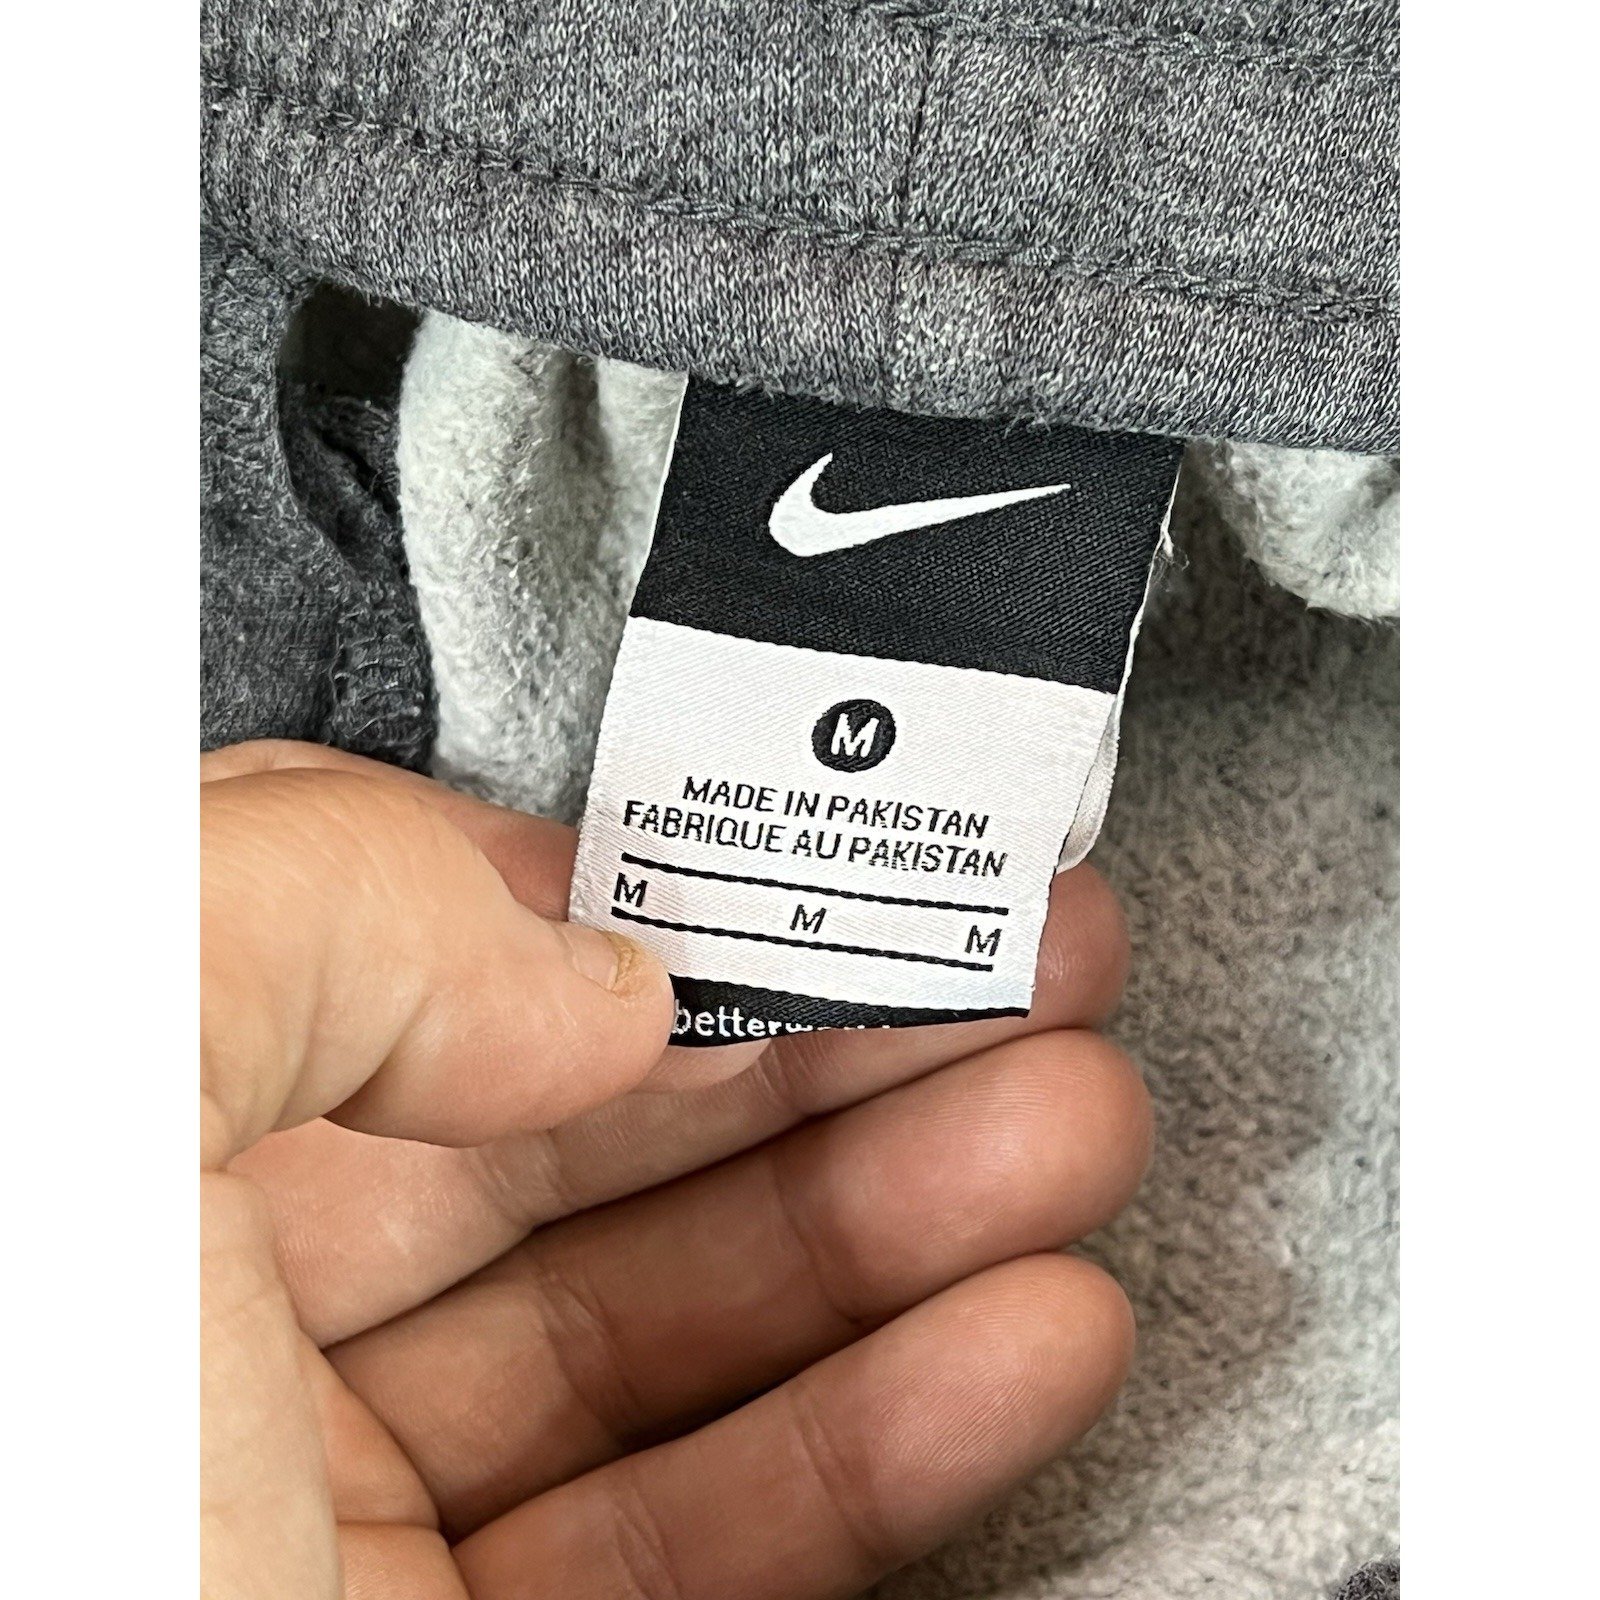 M
MADE IN PAKISTAN
FABRIQUE AU PAKISTAN
M M M